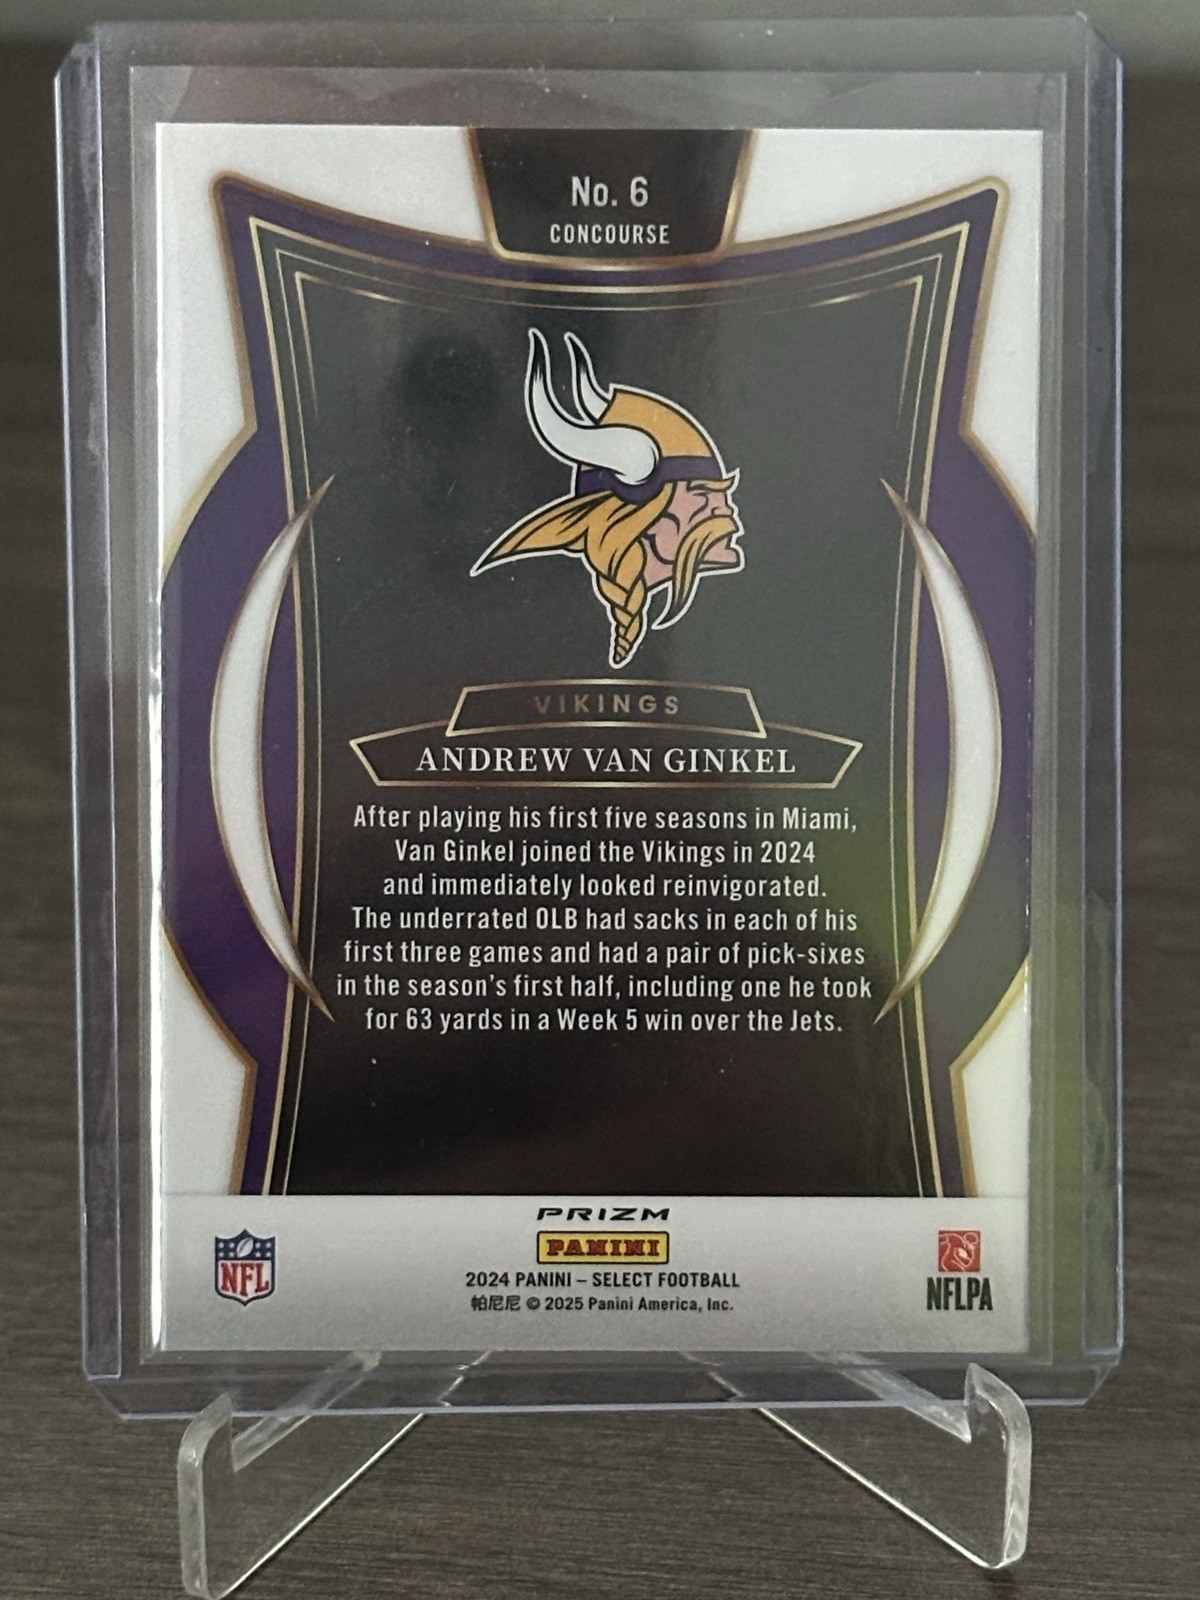 No. 6
CONCOURSE
VIKINGS
ANDREW VAN GINKEL
After playing his first five seasons in Miami,
Van Ginkel joined the Vikings in 2024
and immediately looked reinvigorated.
The underrated OLB had sacks in each of his
first three games and had a pair of pick-sixes
in the season's first half, including one he took
for 63 yards in a Week 5 win over the Jets.
PRIZM
PANINI
NFL
2024 PANINI – SELECT FOOTBALL
帕尼尼 © 2025 Panini America, Inc.
NFLPA